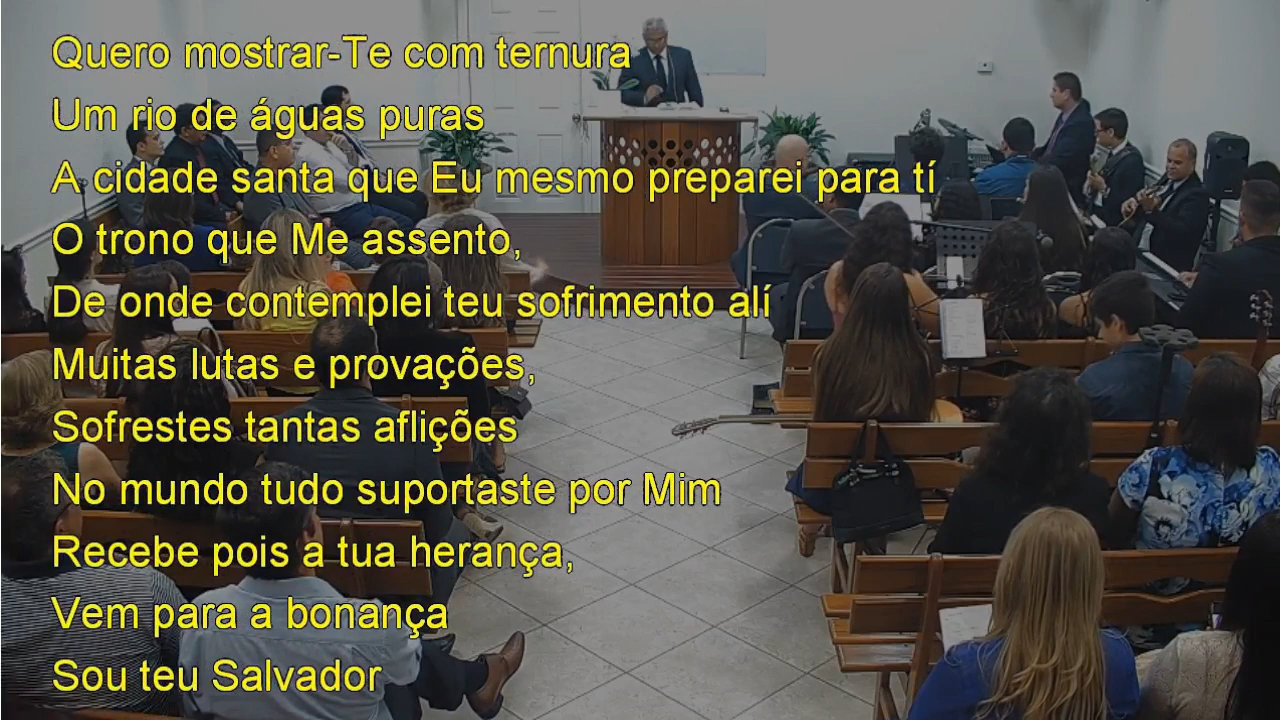 Quero mostrar-Te com ternura
Um rio de águas puras
A cidade santa que Eu mesmo preparei para tí
O trono que Me assento,
De onde contemplei teu sofrimento alí
Muitas lutas e provações,
Sofrestes tantas aflições
No mundo tudo suportaste por Mim
Recebe pois a tua herança,
Vem para a bonança
Sou teu Salvador